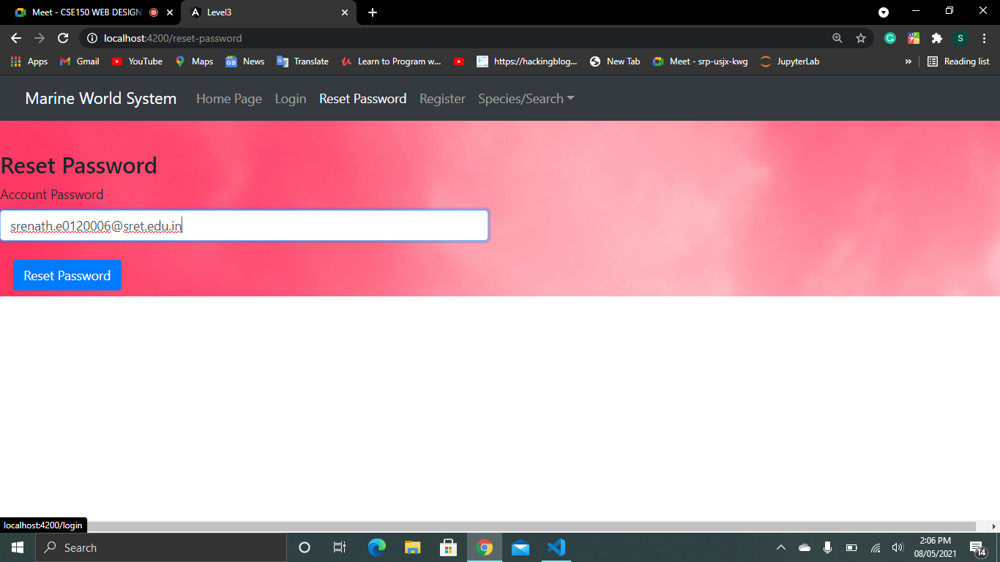 Meet - CSE150 WEB DESIGN
Level3
localhost:4200/reset-password
S
Apps Gmail YouTube Maps News Translate Learn to Program w... https://hackingblog... New Tab Meet - srp-usjx-kwg JupyterLab » Reading list
Marine World System Home Page Login Reset Password Register Species/Search
Reset Password
Account Password
srenath.e0120006@sret.edu.in
Reset Password
localhost:4200/login
Search
2:06 PM
08/05/2021
14